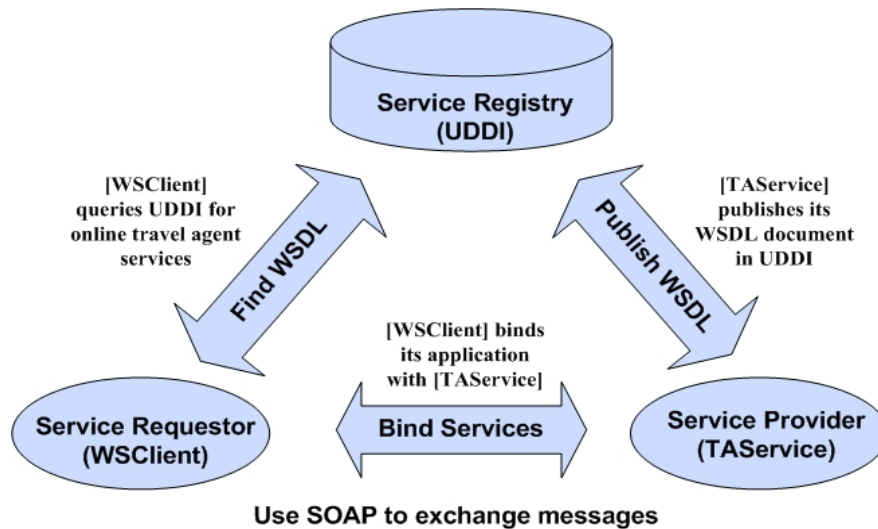 Service Registry
(UDDI)
[WSClient]
queries UDDI for
online travel agent
services
Find WSDL
Publish WSDL
[TAService]
publishes its
WSDL document
in UDDI
[WSClient] binds
its application
with [TAService]
Service Requestor
(WSClient)
Bind Services
Service Provider
(TAService)
Use SOAP to exchange messages